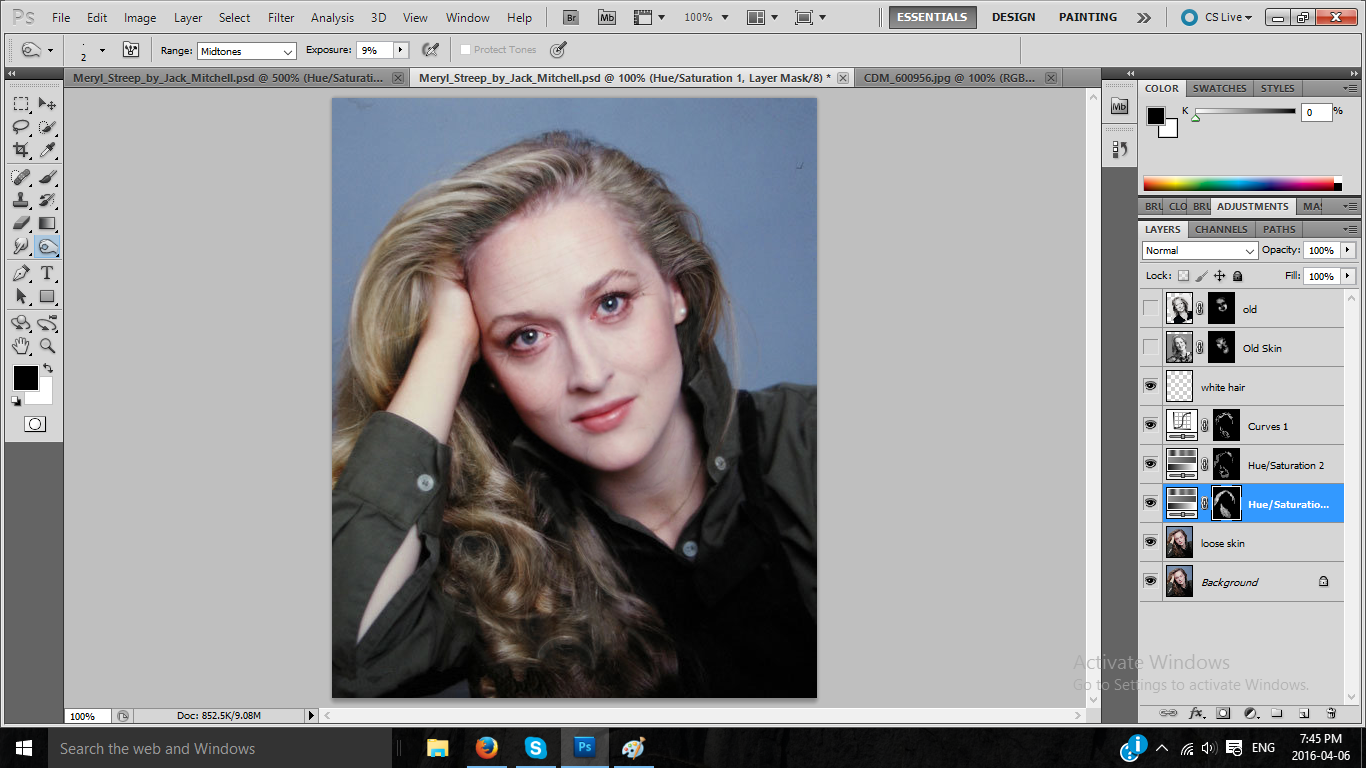 Ps File Edit Image Layer Select Filter Analysis 3D View Window Help Br Mb 100% ESSENTIALS DESIGN PAINTING CS Live
2 Range: Midtones Exposure: 9% Protect Tones
Meryl_Streep_by_Jack_Mitchell.psd @ 500% (Hue/Saturati... Meryl_Streep_by_Jack_Mitchell.psd @ 100% (Hue/Saturation 1, Layer Mask/8) * CDM_600956.jpg @ 100% (RGB...
Mb
COLOR SWATCHES STYLES
K 0 %
BRU CLO BRU ADJUSTMENTS MAS
LAYERS CHANNELS PATHS
Normal Opacity: 100%
Lock: Fill: 100%
old
Old Skin
white hair
Curves 1
Hue/Saturation 2
Hue/Saturatio...
loose skin
Background
T
Activate Windows
Go to Settings to activate Windows.
100% Doc: 852.5K/9.08M
fx
Search the web and Windows
S
Ps
ENG
7:45 PM
2016-04-06